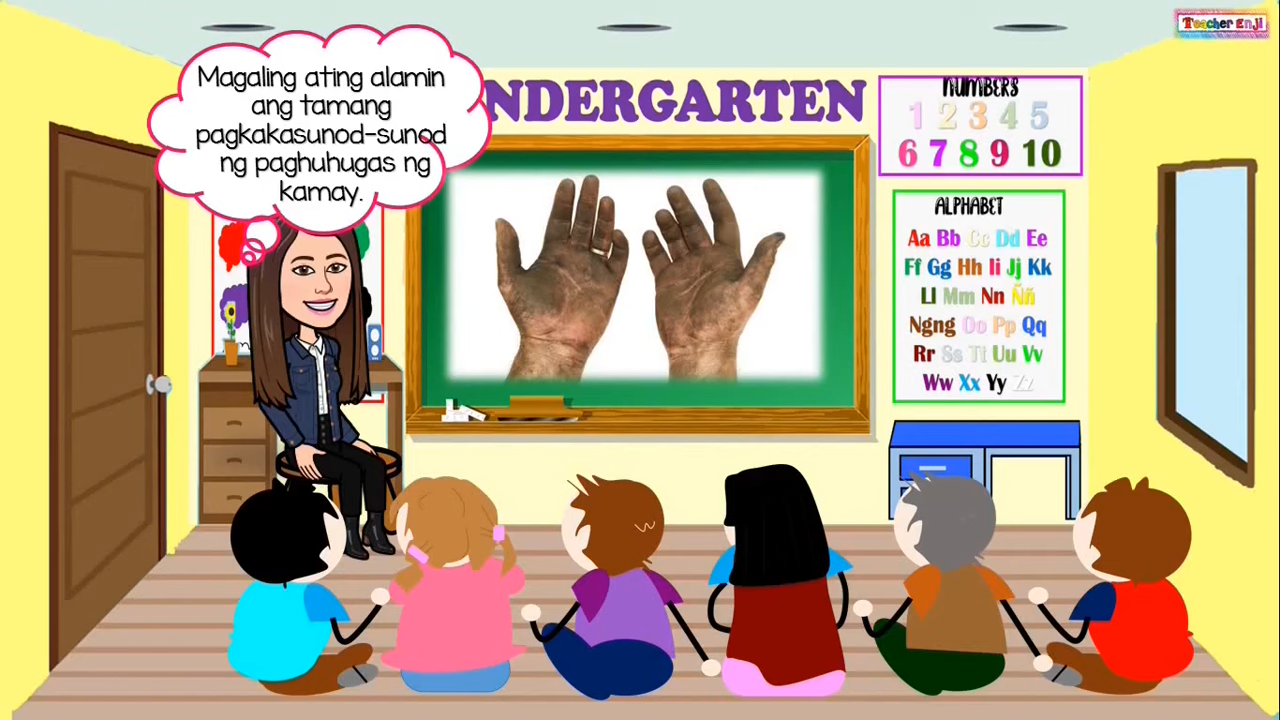 Magaling ating alamin
ang tamang
pagkakasunod-sunod
ng paghuhugas ng
kamay.
NDERGARTEN
Teacher Enji
NUMBERS
1 2 3 4 5
6 7 8 9 10
ALPHABET
Aa Bb Cc Dd Ee
Ff Gg Hh Ii Jj Kk
Ll Mm Nn Ññ
Ngng Oo Pp Qq
Rr Ss Tt Uu Vv
Ww Xx Yy Zz